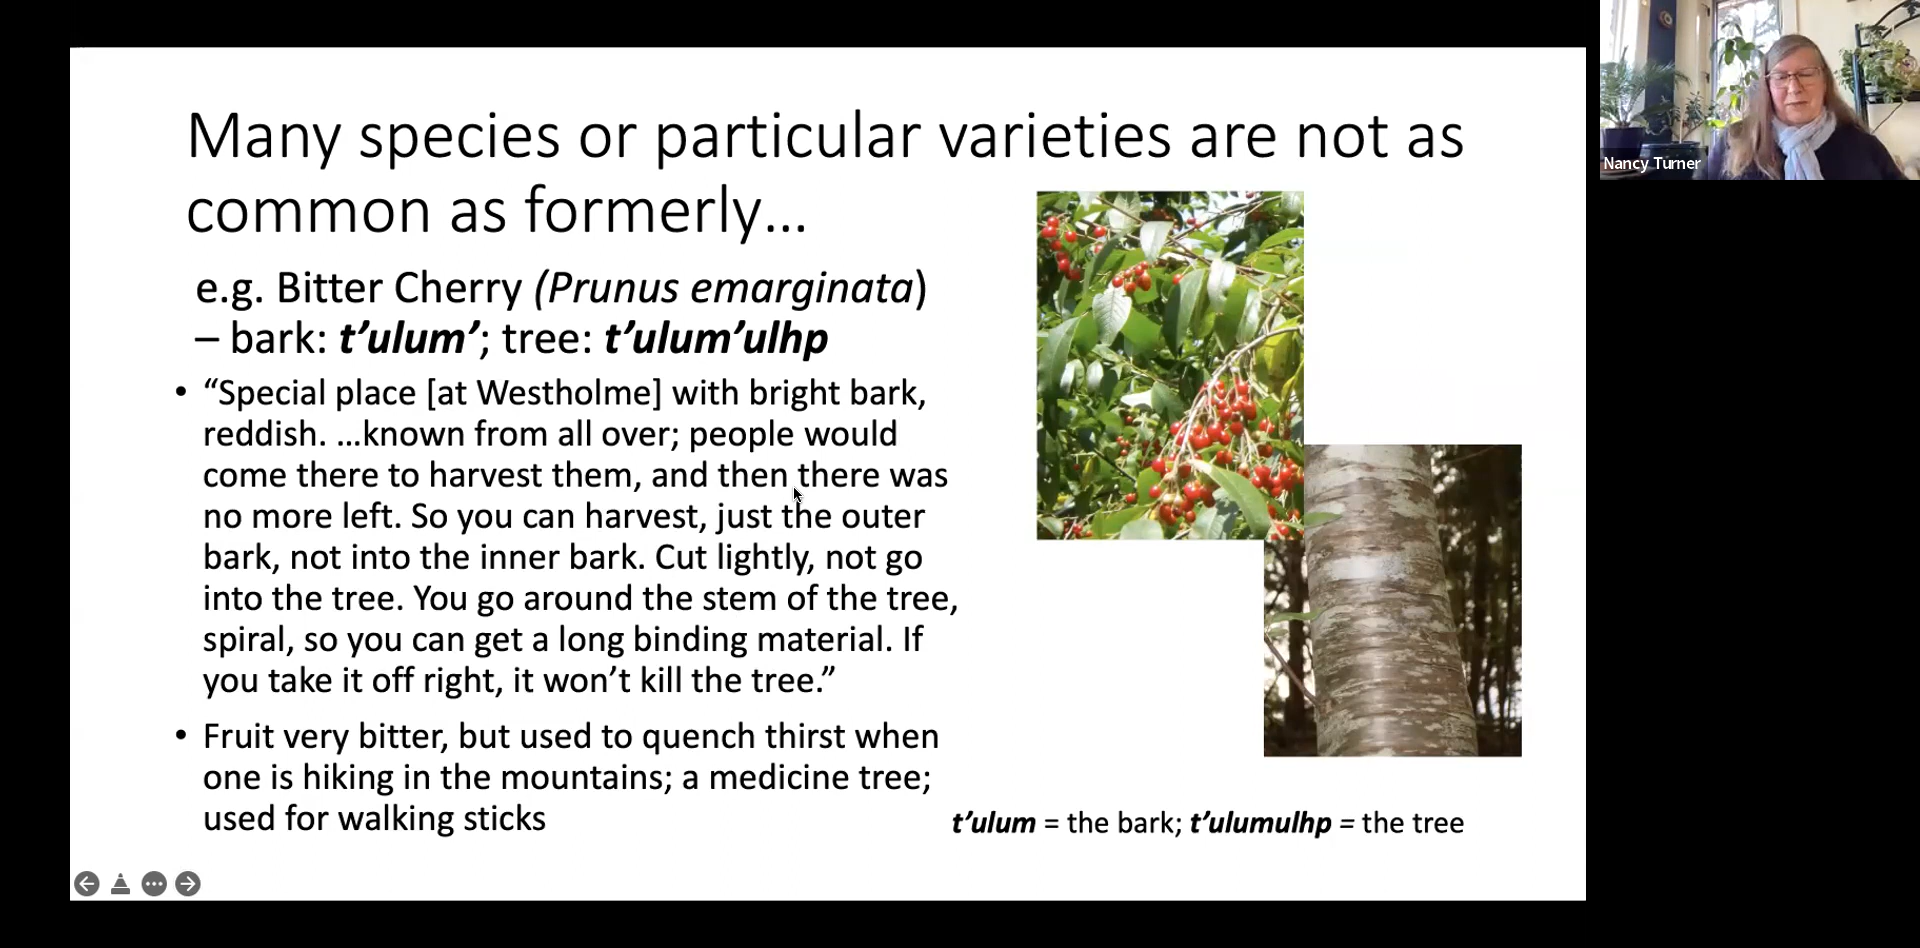 Many species or particular varieties are not as
common as formerly...
e.g. Bitter Cherry (Prunus emarginata)
– bark: t’ulum’; tree: t’ulum’ulhp
• “Special place [at Westholme] with bright bark,
reddish. ...known from all over; people would
come there to harvest them, and then there was
no more left. So you can harvest, just the outer
bark, not into the inner bark. Cut lightly, not go
into the tree. You go around the stem of the tree,
spiral, so you can get a long binding material. If
you take it off right, it won’t kill the tree.”
• Fruit very bitter, but used to quench thirst when
one is hiking in the mountains; a medicine tree;
used for walking sticks
t’ulum = the bark; t’ulumulhp = the tree
Nancy Turner